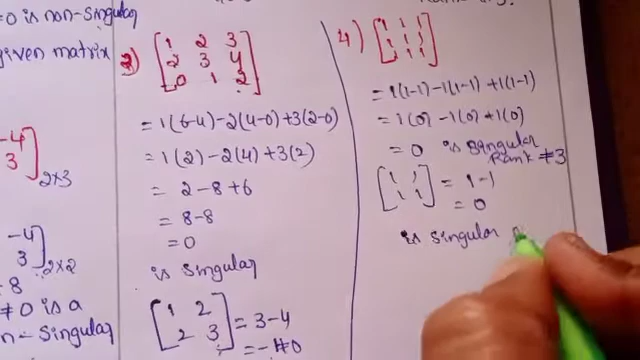 =0 is non-singular
given matrix
-4
3 ]2×3
-4
3 ]2×2
-8
≠0 is a
n-singular
3) [1 2 3
2 3 4
0 1 2]
=1(6-4)-2(4-0)+3(2-0)
=1(2)-2(4)+3(2)
= 2-8+6
= 8-8
=0
is singular
[1 2
2 3] = 3-4
= -1≠0
4) [1 1 1
1 1 1
1 1 1]
=1(1-1)-1(1-1)+1(1-1)
=1(0)-1(0)+1(0)
=0 is singular
Rank ≠3
[1 1
1 1] = 1-1
= 0
is singular